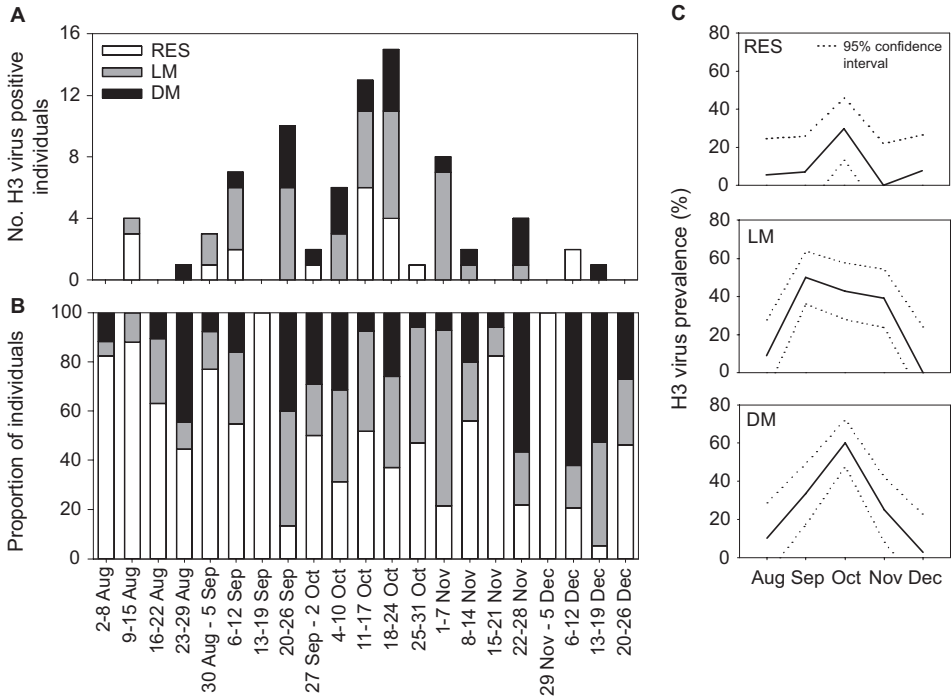 A
16
12
8
4
0
No. H3 virus positive
individuals
RES
LM
DM
B
100
80
60
40
20
0
Proportion of individuals
2-8 Aug
9-15 Aug
16-22 Aug
23-29 Aug
30 Aug - 5 Sep
6-12 Sep
13-19 Sep
20-26 Sep
27 Sep - 2 Oct
4-10 Oct
11-17 Oct
18-24 Oct
25-31 Oct
1-7 Nov
8-14 Nov
15-21 Nov
22-28 Nov
29 Nov - 5 Dec
6-12 Dec
13-19 Dec
20-26 Dec
C
H3 virus prevalence (%)
80
60
40
20
0
RES
95% confidence
interval
80
60
40
20
0
LM
80
60
40
20
0
DM
Aug Sep Oct Nov Dec